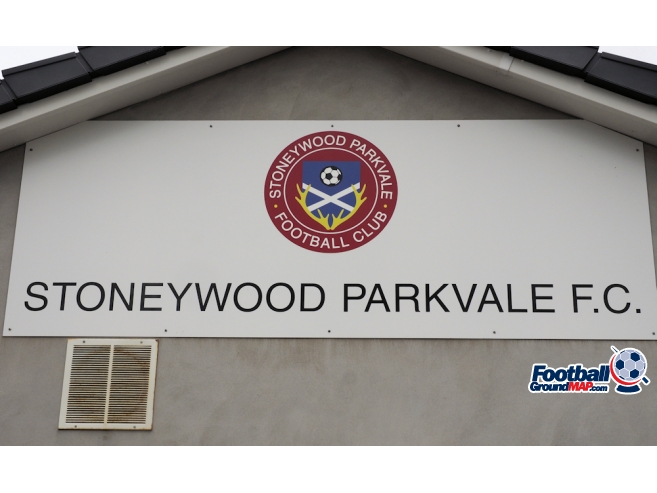 STONEYWOOD PARKVALE
FOOTBALL CLUB
STONEYWOOD PARKVALE F.C.
Football
GroundMAP.com